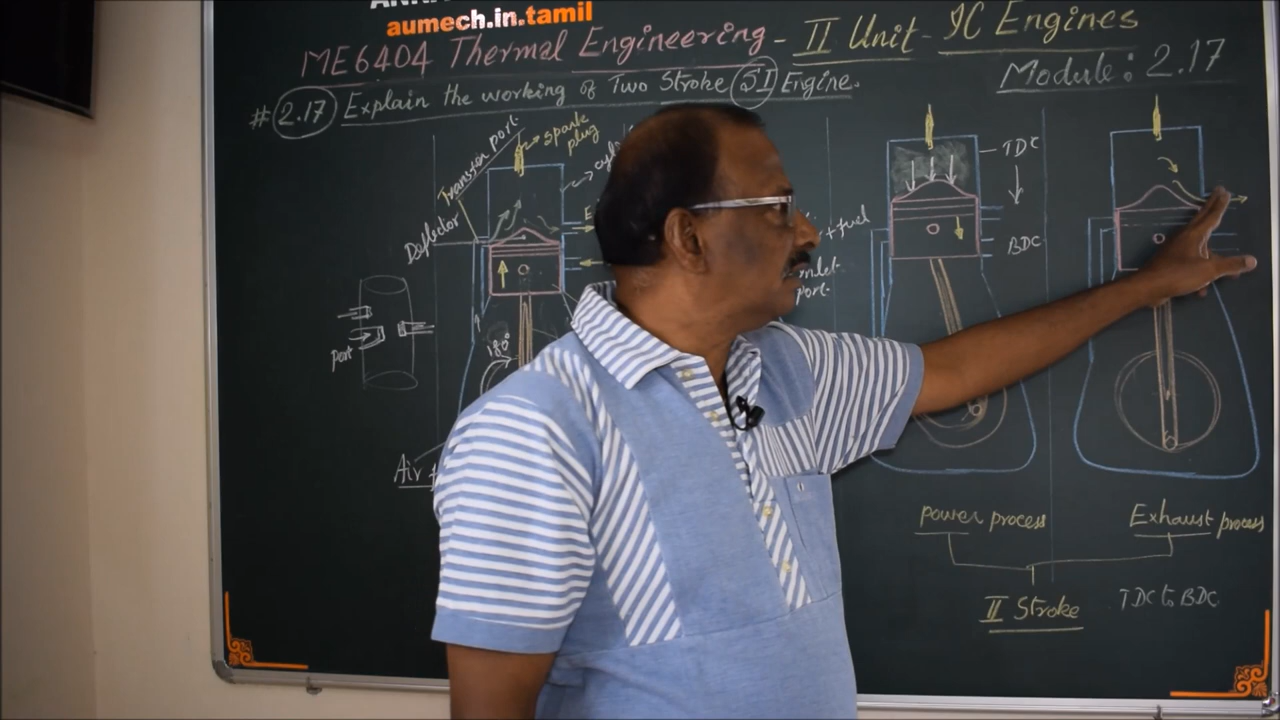 aumech.in.tamil
ME6404 Thermal Engineering - II Unit - IC Engines
Module: 2.17
# 2.17 Explain the working of Two Stroke SI Engine.
Transfer port
spark
plug
Deflector
+ fuel
port
TDC
BDC
180°
Port
Air
Power process
Exhaust process
II Stroke
TDC to BDC